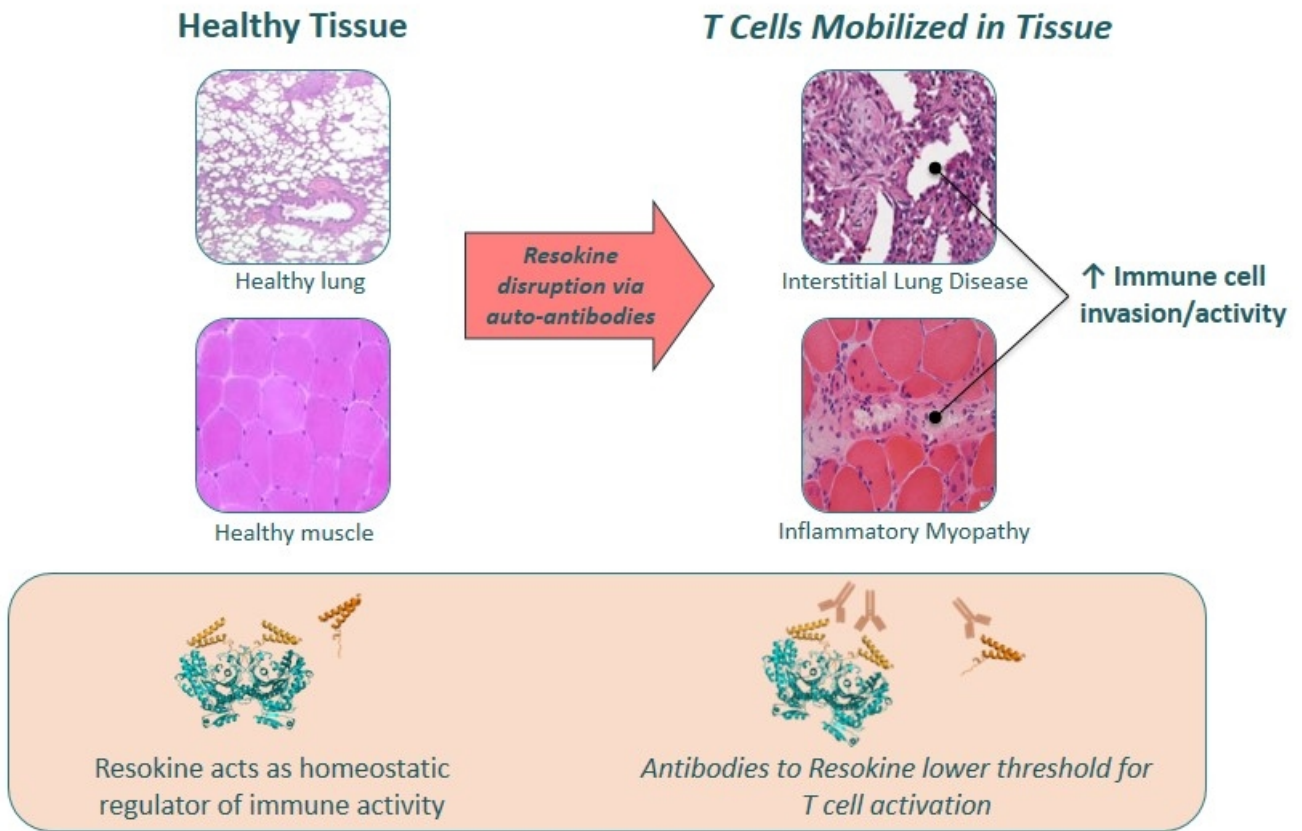 Healthy Tissue
T Cells Mobilized in Tissue
Healthy lung
Interstitial Lung Disease
Resokine
disruption via
auto-antibodies
↑ Immune cell
invasion/activity
Healthy muscle
Inflammatory Myopathy
Resokine acts as homeostatic
regulator of immune activity
Antibodies to Resokine lower threshold for
T cell activation